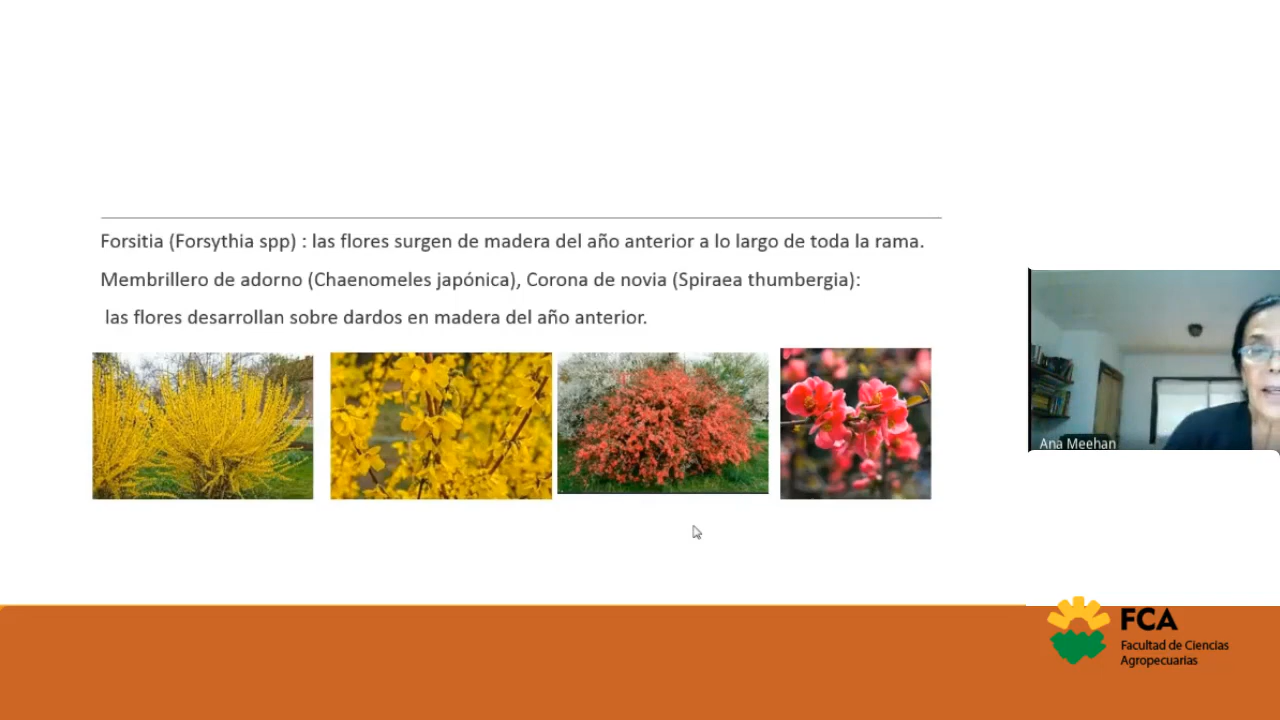 Forsitia (Forsythia spp) : las flores surgen de madera del año anterior a lo largo de toda la rama.
Membrillero de adorno (Chaenomeles japónica), Corona de novia (Spiraea thumbergia):
las flores desarrollan sobre dardos en madera del año anterior.
Ana Meehan
FCA
Facultad de Ciencias
Agropecuarias